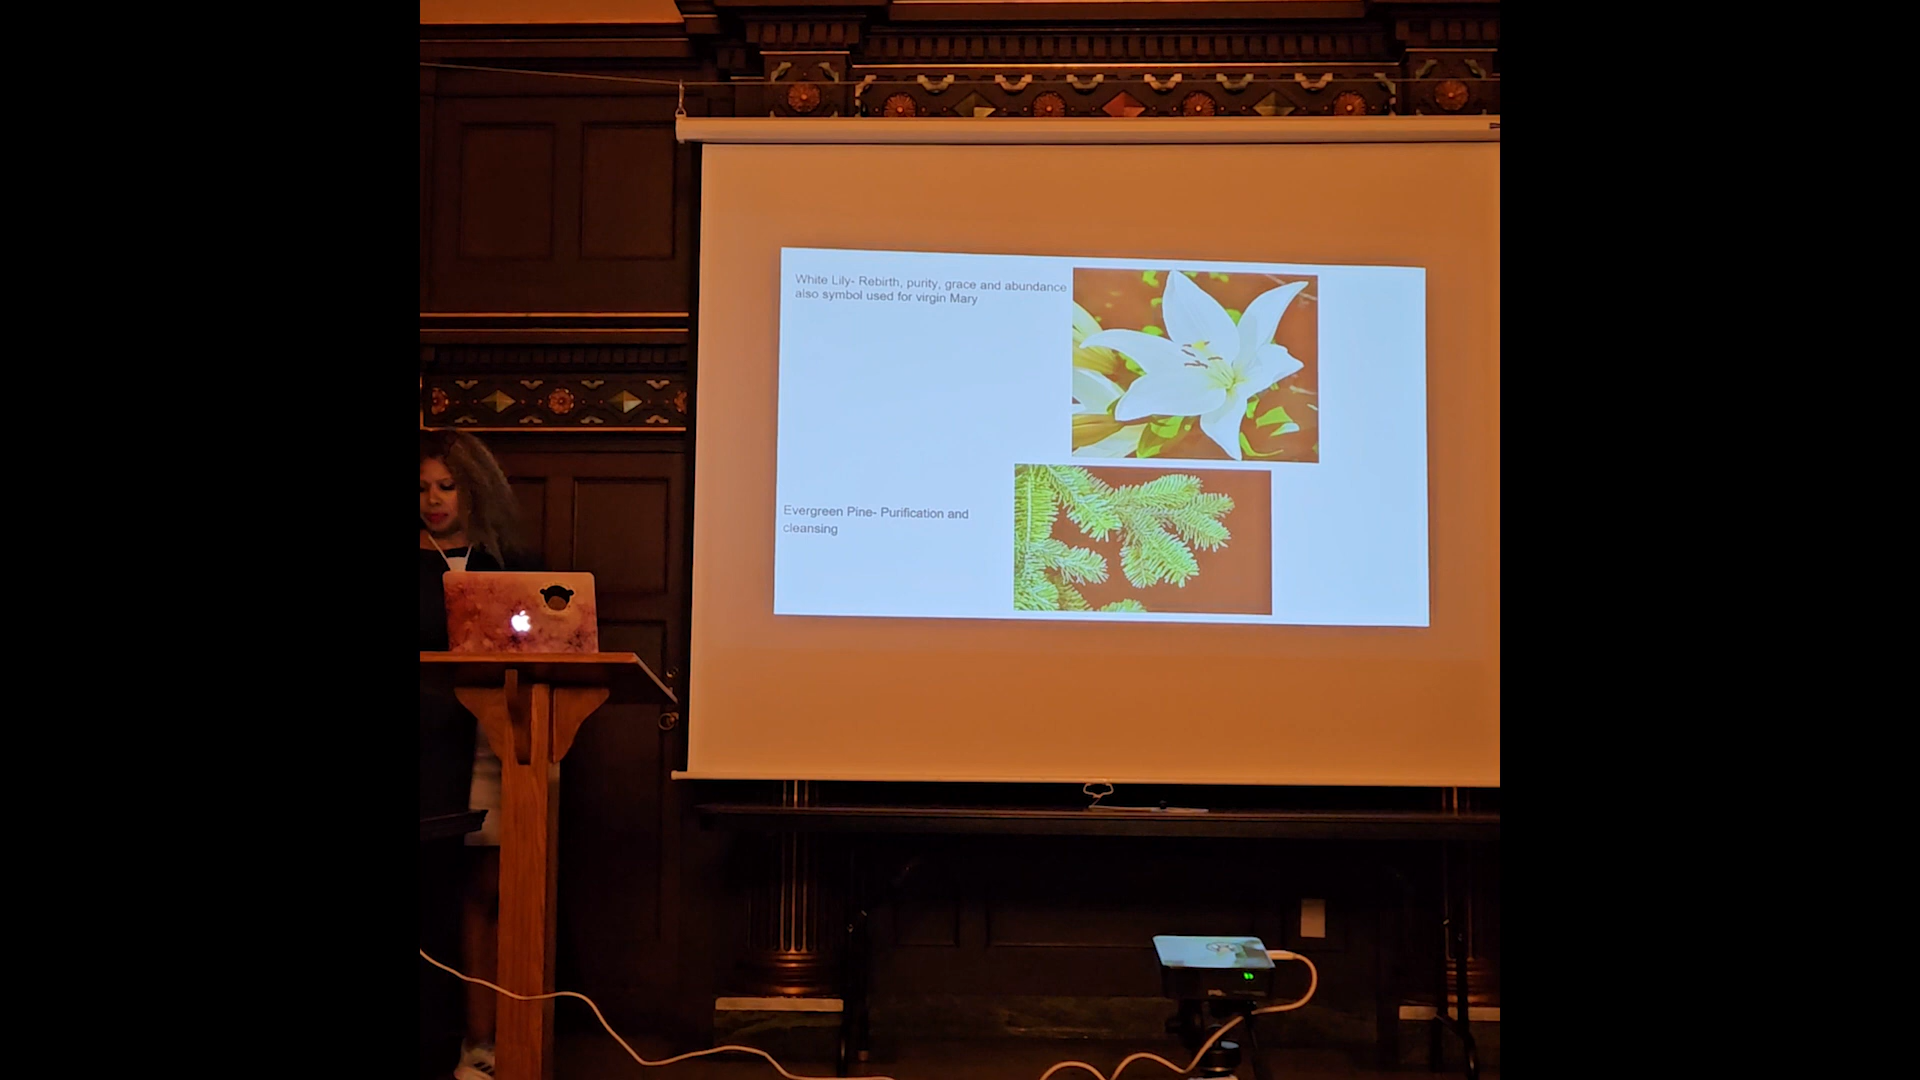 White Lily- Rebirth, purity, grace and abundance
also symbol used for virgin Mary
Evergreen Pine- Purification and
cleansing